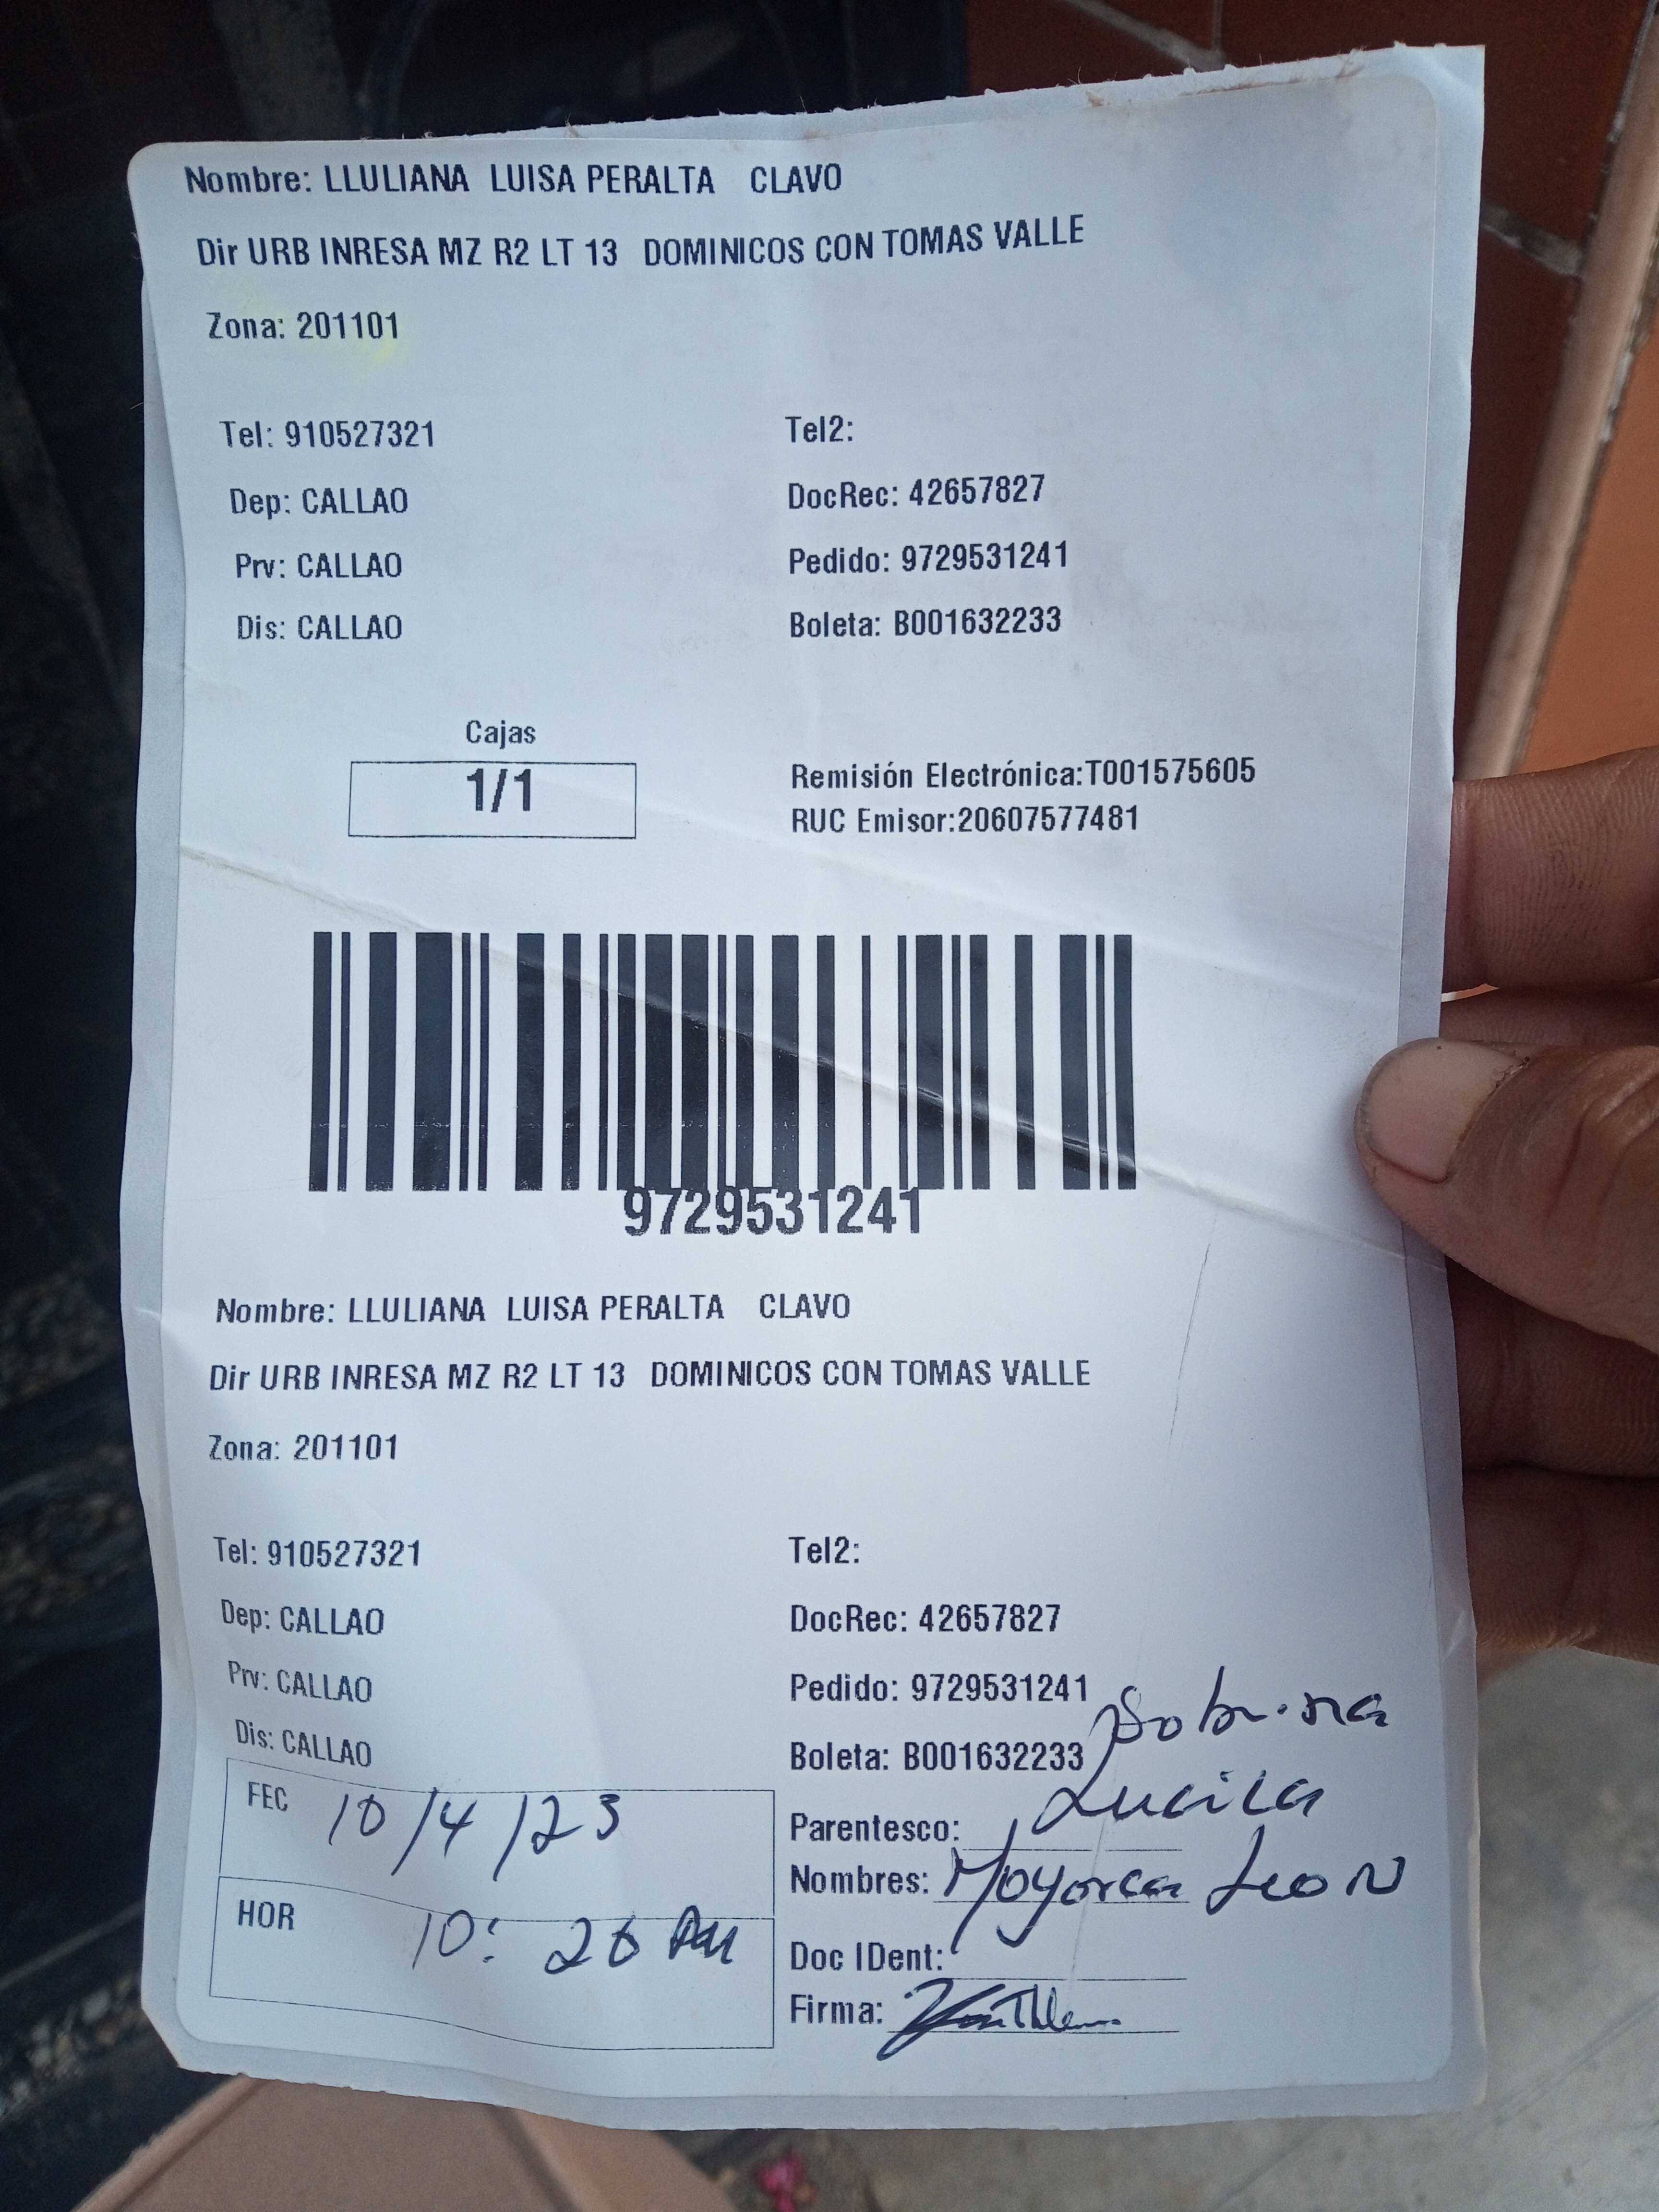 Nombre: LLULIANA LUISA PERALTA CLAVO
Dir URB INRESA MZ R2 LT 13 DOMINICOS CON TOMAS VALLE
Zona: 201101
Tel: 910527321
Tel2:
Dep: CALLAO
DocRec: 42657827
Prv: CALLAO
Pedido: 9729531241
Dis: CALLAO
Boleta: B001632233
Cajas
1/1
Remisión Electrónica:T001575605
RUC Emisor:20607577481
9729531241
Nombre: LLULIANA LUISA PERALTA CLAVO
Dir URB INRESA MZ R2 LT 13 DOMINICOS CON TOMAS VALLE
Zona: 201101
Tel: 910527321
Tel2:
Dep: CALLAO
DocRec: 42657827
Prv: CALLAO
Pedido: 9729531241
Dis: CALLAO
Boleta: B001632233
Sobrina
FEC 10/4/23
Parentesco: Lucila
Nombres: Moyorca Leon
HOR 10: 26 AM
Doc IDent:
Firma: